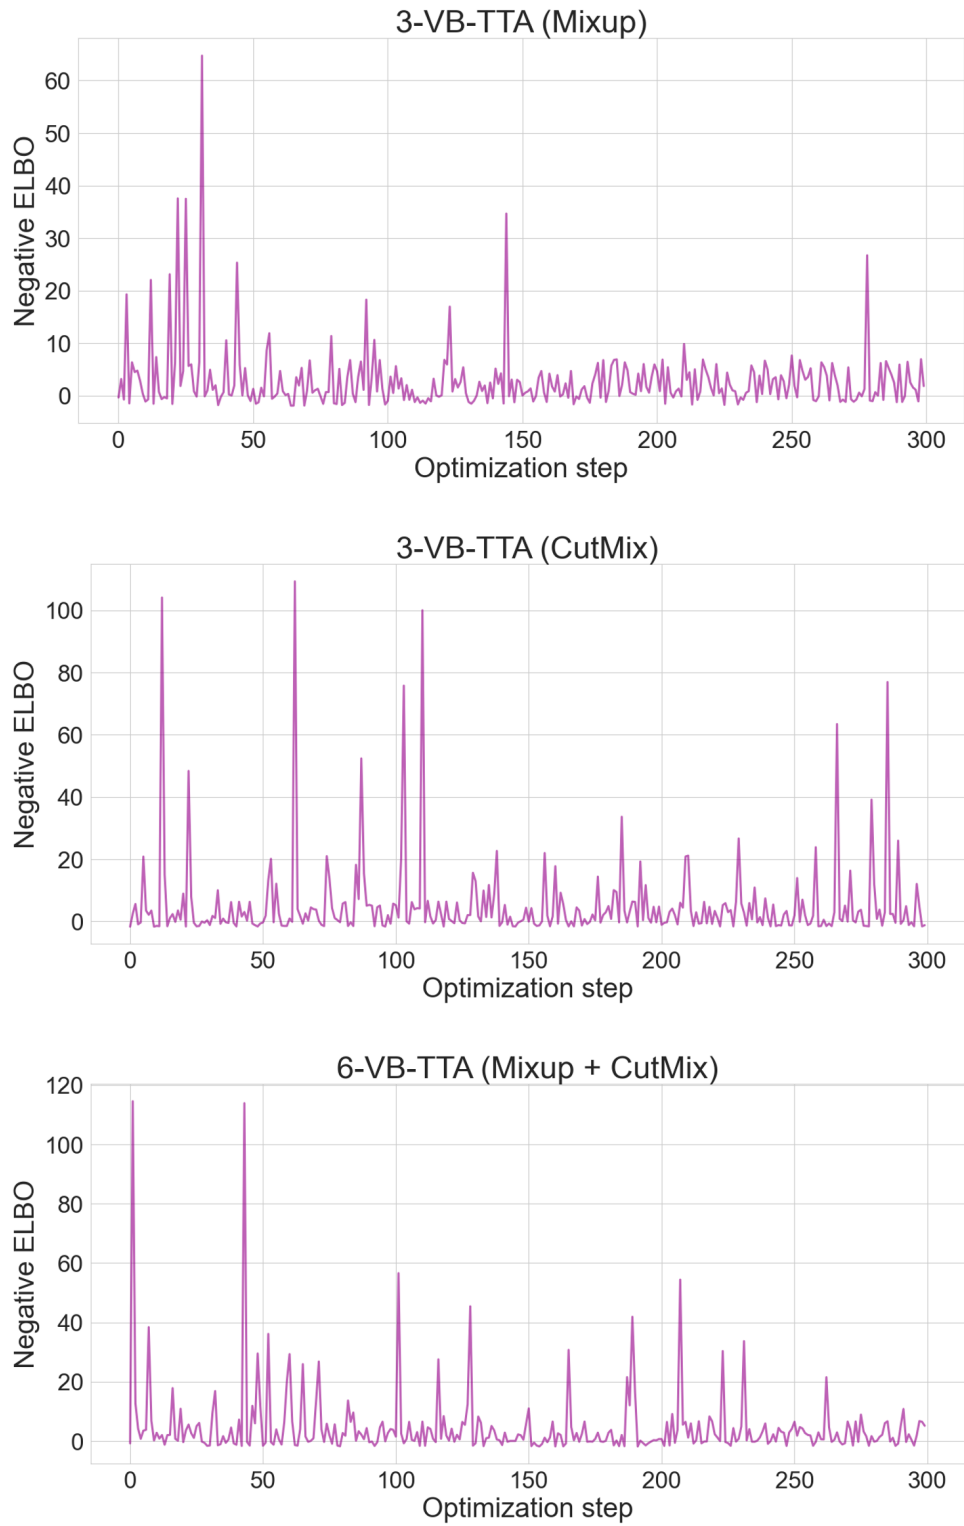 3-VB-TTA (Mixup)
60
50
40
30
20
10
0
Negative ELBO
0 50 100 150 200 250 300
Optimization step
3-VB-TTA (CutMix)
100
80
60
40
20
0
Negative ELBO
0 50 100 150 200 250 300
Optimization step
6-VB-TTA (Mixup + CutMix)
120
100
80
60
40
20
0
Negative ELBO
0 50 100 150 200 250 300
Optimization step